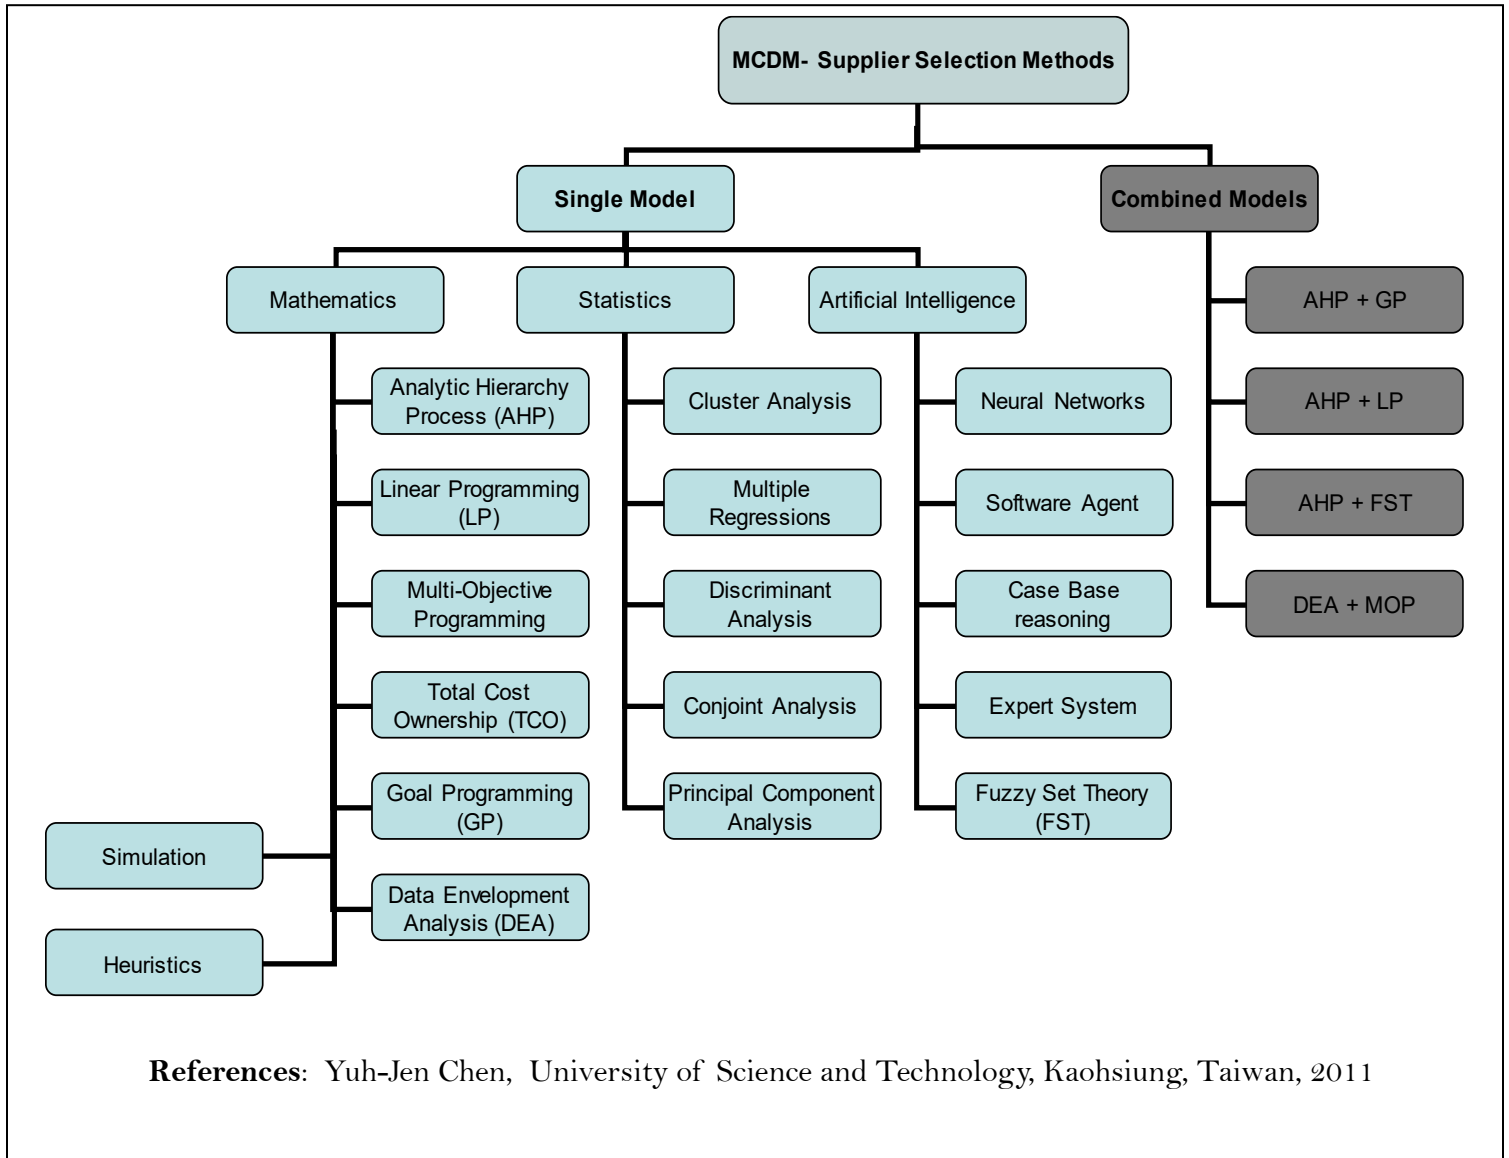 MCDM- Supplier Selection Methods
Single Model
Combined Models
Mathematics
Statistics
Artificial Intelligence
Analytic Hierarchy
Process (AHP)
Linear Programming
(LP)
Multi-Objective
Programming
Total Cost
Ownership (TCO)
Goal Programming
(GP)
Data Envelopment
Analysis (DEA)
Simulation
Heuristics
Cluster Analysis
Multiple
Regressions
Discriminant
Analysis
Conjoint Analysis
Principal Component
Analysis
Neural Networks
Software Agent
Case Base
reasoning
Expert System
Fuzzy Set Theory
(FST)
AHP + GP
AHP + LP
AHP + FST
DEA + MOP
References: Yuh-Jen Chen, University of Science and Technology, Kaohsiung, Taiwan, 2011